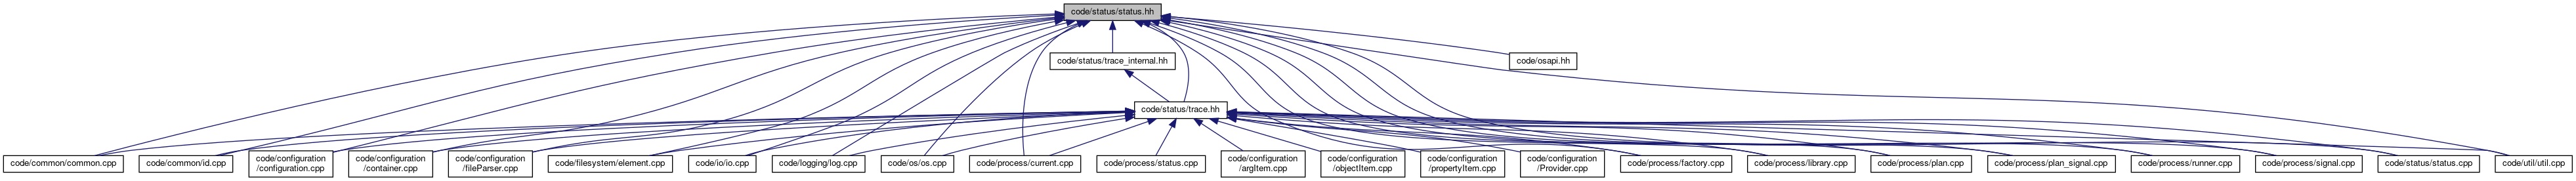 code/status/status.hh
code/status/trace_internal.hh
code/osapi.hh
code/status/trace.hh
code/common/common.cpp
code/common/id.cpp
code/configuration
/configuration.cpp
code/configuration
/container.cpp
code/configuration
/fileParser.cpp
code/filesystem/element.cpp
code/io/io.cpp
code/logging/log.cpp
code/os/os.cpp
code/process/current.cpp
code/process/status.cpp
code/configuration
/argItem.cpp
code/configuration
/objectItem.cpp
code/configuration
/propertyItem.cpp
code/configuration
/Provider.cpp
code/process/factory.cpp
code/process/library.cpp
code/process/plan.cpp
code/process/plan_signal.cpp
code/process/runner.cpp
code/process/signal.cpp
code/status/status.cpp
code/util/util.cpp